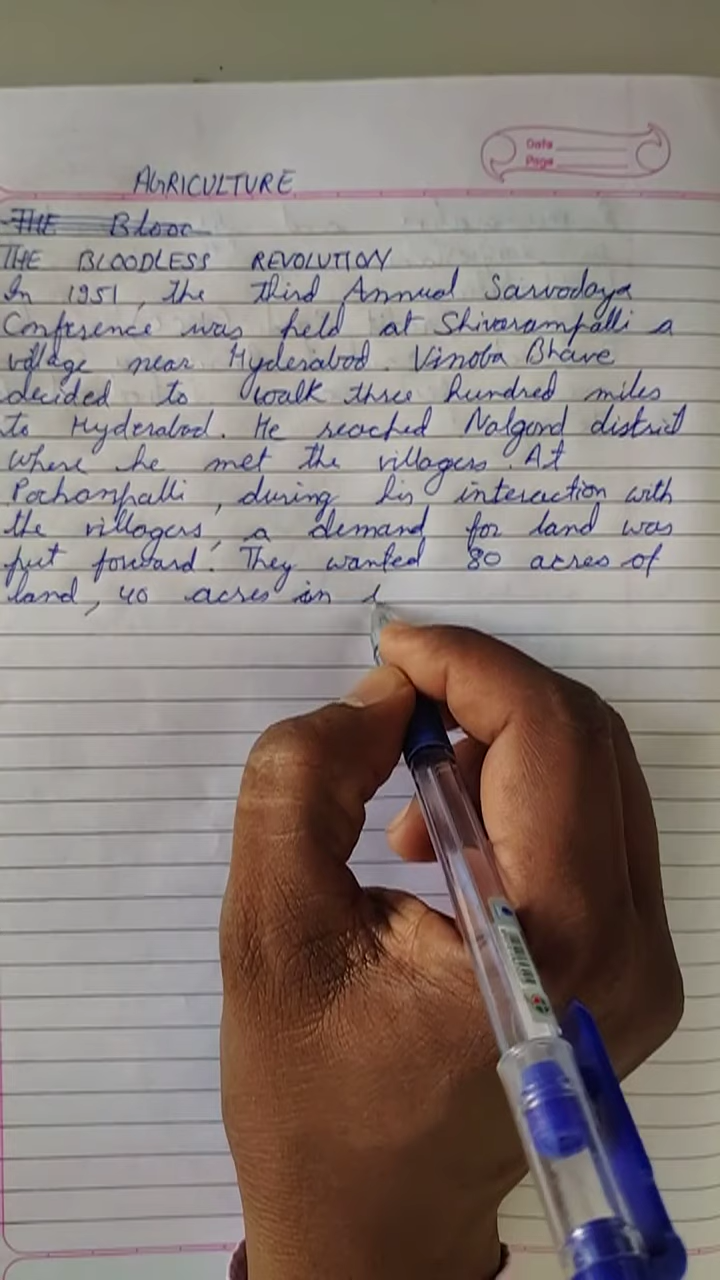 Date
Page
AGRICULTURE
THE Bloo
THE BLOODLESS REVOLUTION
In 1951, the third Annual Sarvodaya
Conference was held at Shivarampalli a
village near Hyderabad. Vinoba Bhave
decided to walk three hundred miles
to Hyderabad. He reached Nalgond district
where he met the villagers. At
Pochampalli, during his interaction with
the villagers, a demand for land was
put forward. They wanted 80 acres of
land, 40 acres in